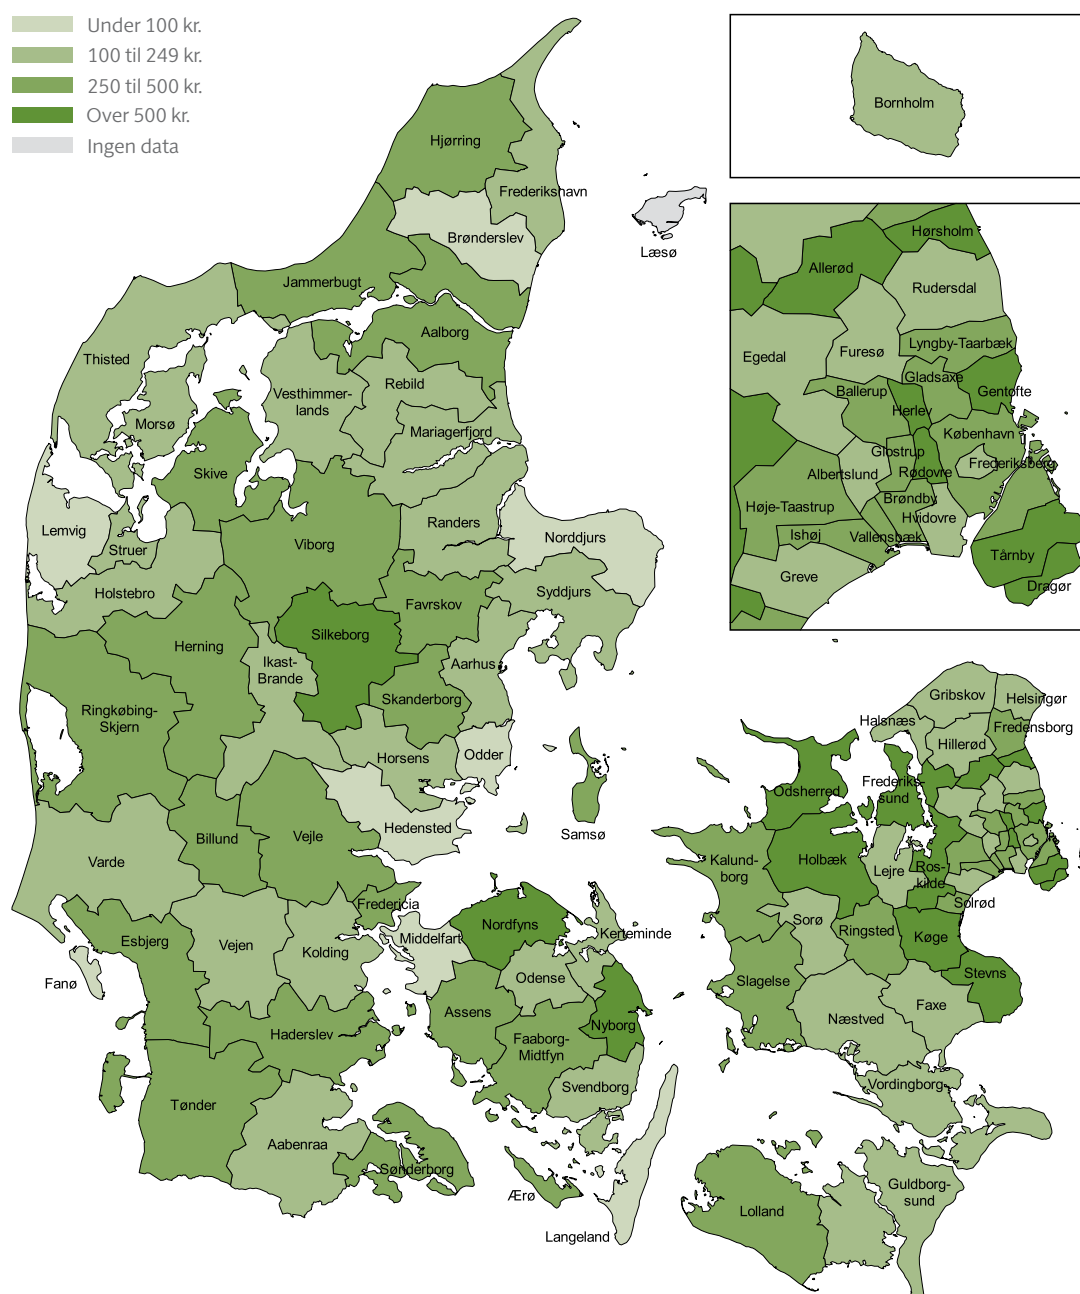 Under 100 kr.
100 til 249 kr.
250 til 500 kr.
Over 500 kr.
Ingen data
Bornholm
Hjørring
Frederikshavn
Brønderslev
Læsø
Jammerbugt
Aalborg
Thisted
Rebild
Vesthimmer-
lands
Morsø
Mariagerfjord
Skive
Lemvig
Struer
Viborg
Randers
Norddjurs
Holstebro
Syddjurs
Favrskov
Herning
Silkeborg
Ikast-
Brande
Aarhus
Skanderborg
Ringkøbing-
Skjern
Horsens
Odder
Hedensted
Samsø
Billund
Vejle
Varde
Fredericia
Esbjerg
Vejen
Kolding
Middelfart
Nordfyns
Kerteminde
Odense
Fanø
Haderslev
Assens
Nyborg
Faaborg-
Midtfyn
Svendborg
Tønder
Aabenraa
Sønderborg
Ærø
Langeland
Hørsholm
Allerød
Rudersdal
Egedal
Furesø
Lyngby-Taarbæk
Gladsaxe
Ballerup
Gentofte
Herlev
København
Glostrup
Frederiksberg
Albertslund
Rødovre
Høje-Taastrup
Brøndby
Hvidovre
Ishøj
Vallensbæk
Tårnby
Greve
Dragør
Gribskov
Helsingør
Halsnæs
Fredensborg
Hillerød
Frederiks-
sund
Odsherred
Kalund-
borg
Holbæk
Lejre
Ros-
kilde
Solrød
Sorø
Ringsted
Køge
Stevns
Slagelse
Faxe
Næstved
Vordingborg
Guldborg-
sund
Lolland